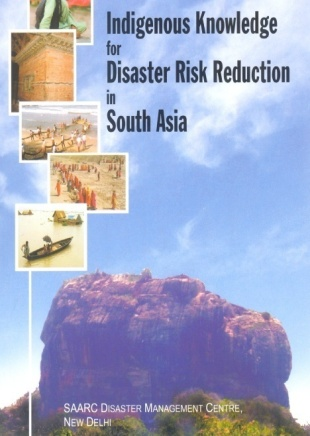 Indigenous Knowledge
for
Disaster Risk Reduction
in
South Asia
SAARC DISASTER MANAGEMENT CENTRE,
NEW DELHI